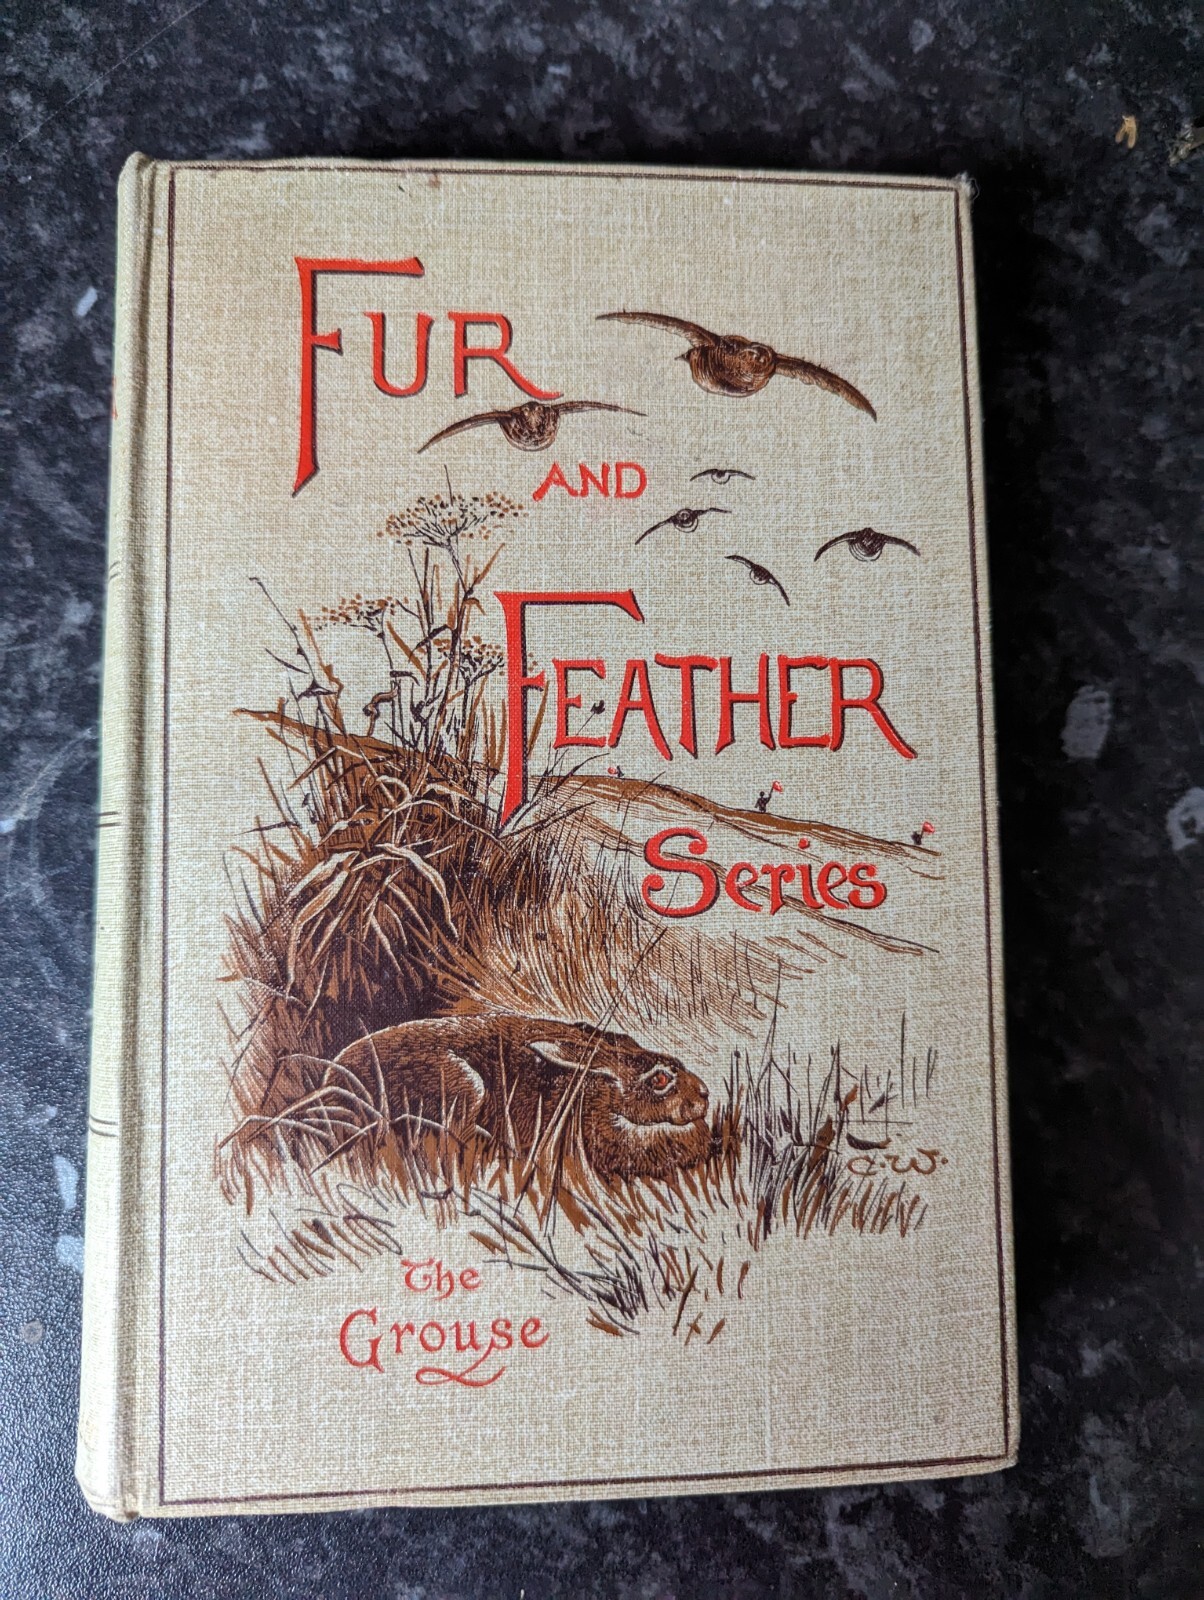 FUR
AND
FEATHER
Series
C.W.
The
Grouse